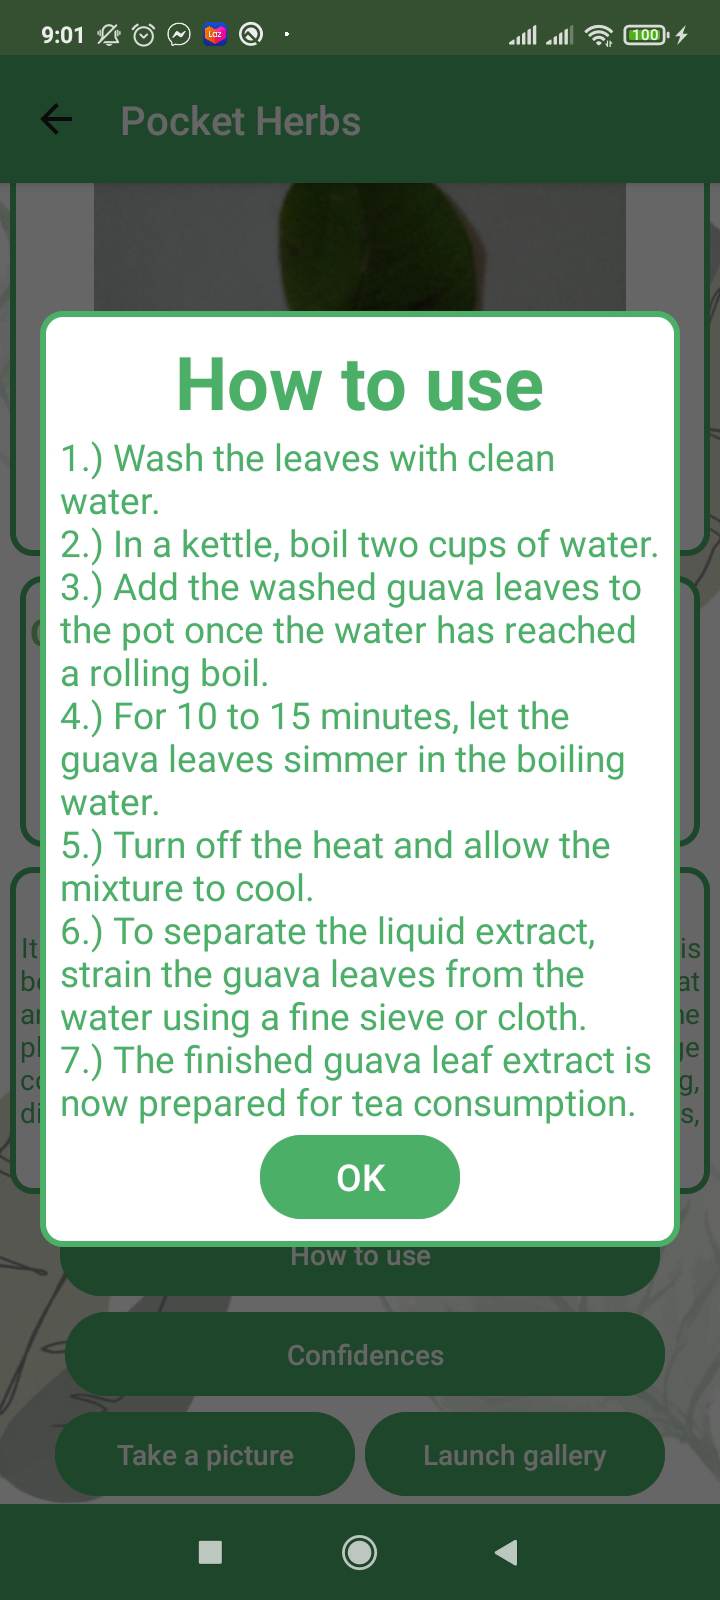 9:01
Laz
100
Pocket Herbs
How to use
1.) Wash the leaves with clean
water.
2.) In a kettle, boil two cups of water.
3.) Add the washed guava leaves to
the pot once the water has reached
a rolling boil.
4.) For 10 to 15 minutes, let the
guava leaves simmer in the boiling
water.
5.) Turn off the heat and allow the
mixture to cool.
6.) To separate the liquid extract,
strain the guava leaves from the
water using a fine sieve or cloth.
7.) The finished guava leaf extract is
now prepared for tea consumption.
OK
It
is
How to use
Confidences
Take a picture
Launch gallery